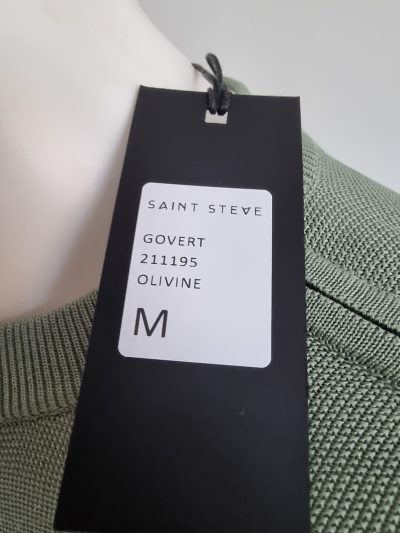 SAINT STEVE
GOVERT
211195
OLIVINE
M